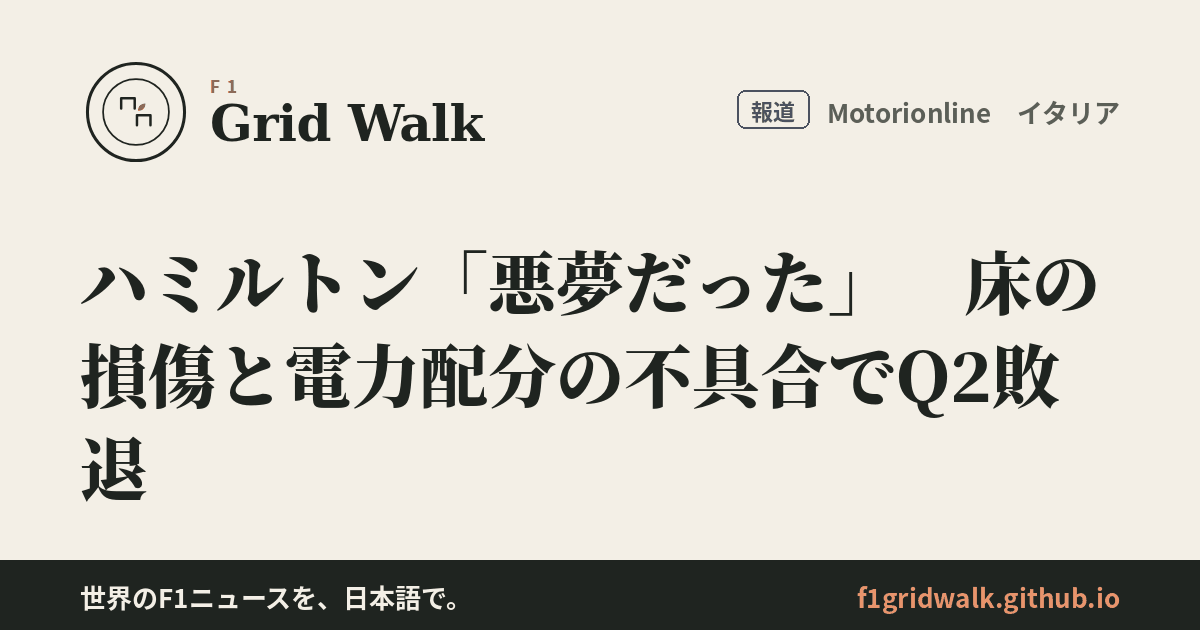 F1
Grid Walk
報道 Motorionline イタリア
ハミルトン「悪夢だった」 床の
損傷と電力配分の不具合でQ2敗
退
世界のF1ニュースを、日本語で。
f1gridwalk.github.io